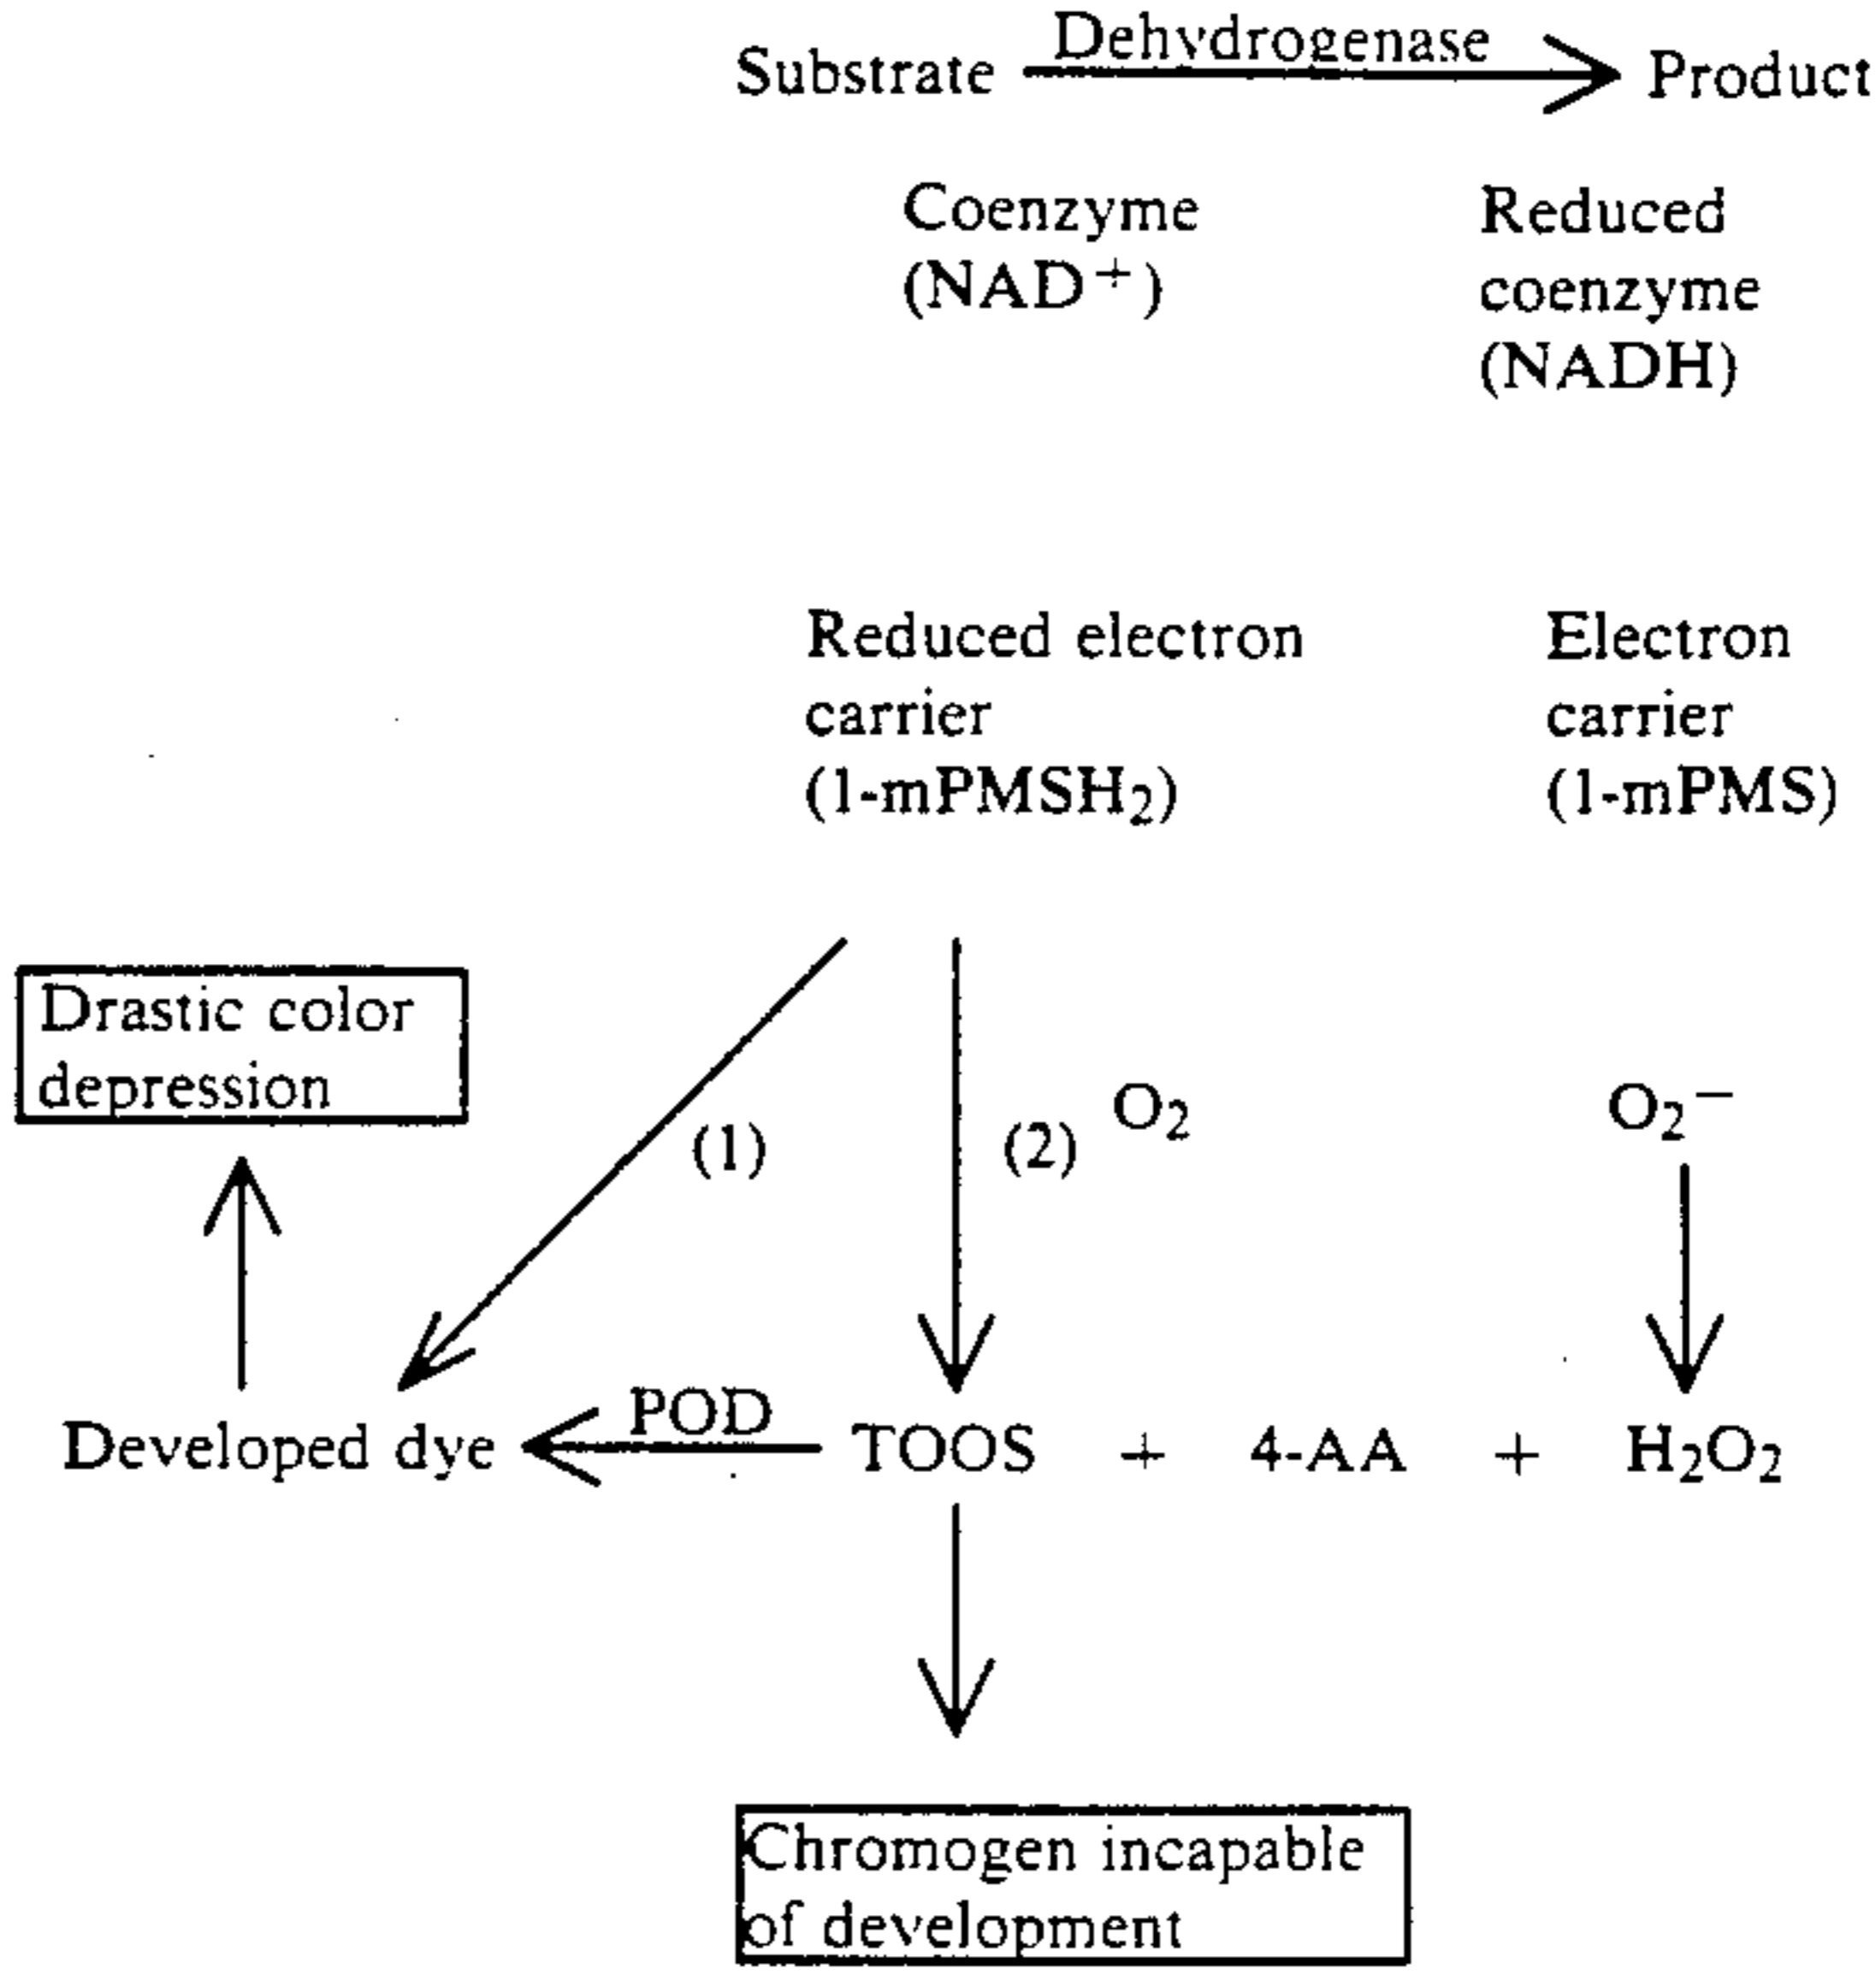 Dehydrogenase
Substrate Product
Coenzyme Reduced
(NAD+) coenzyme
(NADH)
Reduced electron Electron
carrier carrier
(1-mPMSH2) (1-mPMS)
Drastic color
depression
(1) (2) O2 O2−
POD
Developed dye TOOS + 4-AA + H2O2
Chromogen incapable
of development